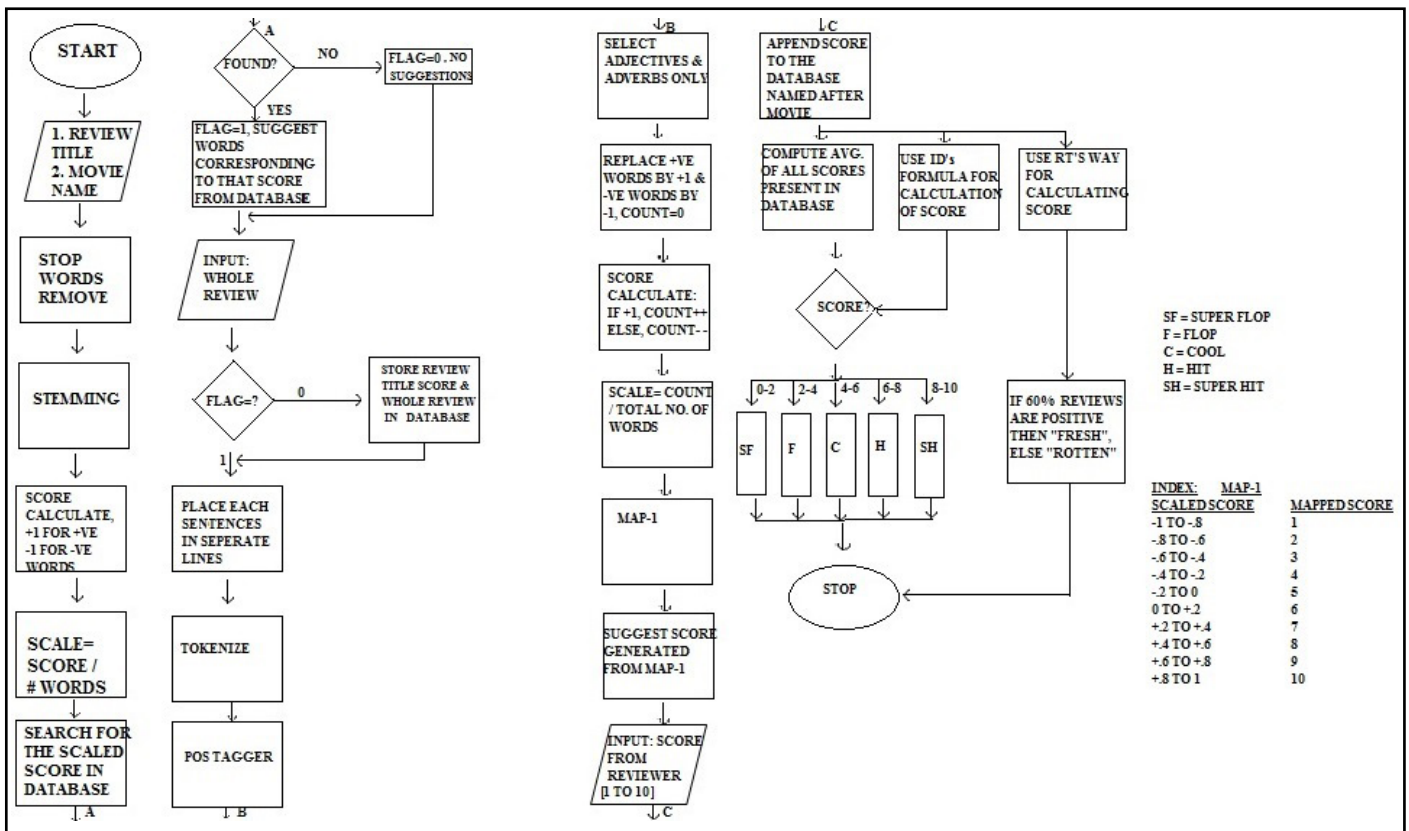 START
1. REVIEW
TITLE
2. MOVIE
NAME
STOP
WORDS
REMOVE
STEMMING
SCORE
CALCULATE,
+1 FOR +VE
-1 FOR -VE
WORDS
SCALE=
SCORE /
# WORDS
SEARCH FOR
THE SCALED
SCORE IN
DATABASE
A
A
FOUND?
NO
FLAG=0 . NO
SUGGESTIONS
YES
FLAG=1, SUGGEST
WORDS
CORRESPONDING
TO THAT SCORE
FROM DATABASE
INPUT:
WHOLE
REVIEW
FLAG=?
0
STORE REVIEW
TITLE SCORE &
WHOLE REVIEW
IN DATABASE
1
PLACE EACH
SENTENCES
IN SEPERATE
LINES
TOKENIZE
POS TAGGER
B
B
SELECT
ADJECTIVES &
ADVERBS ONLY
REPLACE +VE
WORDS BY +1 &
-VE WORDS BY
-1, COUNT=0
SCORE
CALCULATE:
IF +1, COUNT++
ELSE, COUNT--
SCALE= COUNT
/ TOTAL NO. OF
WORDS
MAP-1
SUGGEST SCORE
GENERATED
FROM MAP-1
INPUT: SCORE
FROM
REVIEWER
[1 TO 10]
C
C
APPEND SCORE
TO THE
DATABASE
NAMED AFTER
MOVIE
COMPUTE AVG.
OF ALL SCORES
PRESENT IN
DATABASE
USE ID's
FORMULA FOR
CALCULATION
OF SCORE
USE RT'S WAY
FOR
CALCULATING
SCORE
SCORE?
0-2 2-4 4-6 6-8 8-10
SF F C H SH
IF 60% REVIEWS
ARE POSITIVE
THEN "FRESH",
ELSE "ROTTEN"
STOP
SF = SUPER FLOP
F = FLOP
C = COOL
H = HIT
SH = SUPER HIT
INDEX: MAP-1
SCALED SCORE MAPPED SCORE
-1 TO -.8 1
-.8 TO -.6 2
-.6 TO -.4 3
-.4 TO -.2 4
-.2 TO 0 5
0 TO +.2 6
+.2 TO +.4 7
+.4 TO +.6 8
+.6 TO +.8 9
+.8 TO 1 10